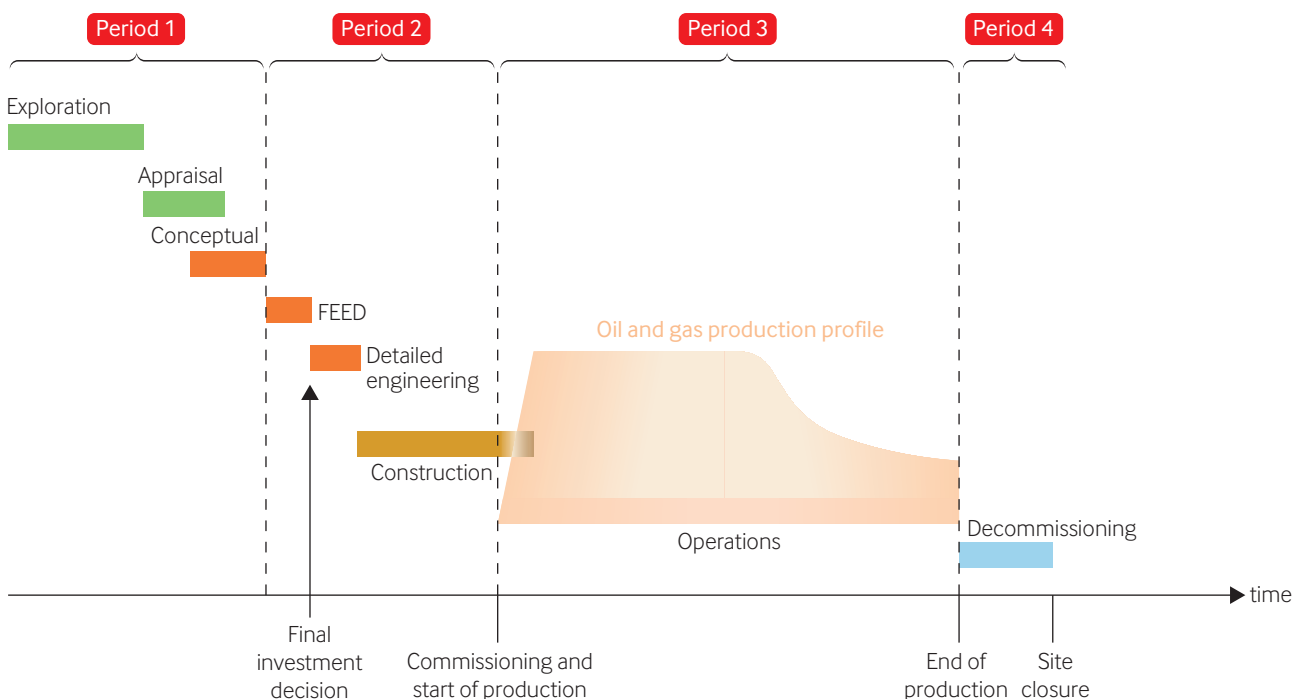 Period 1
Period 2
Period 3
Period 4
Exploration
Appraisal
Conceptual
FEED
Oil and gas production profile
Detailed
engineering
Construction
Operations
Decommissioning
time
Final
investment
decision
Commissioning and
start of production
End of
production
Site
closure